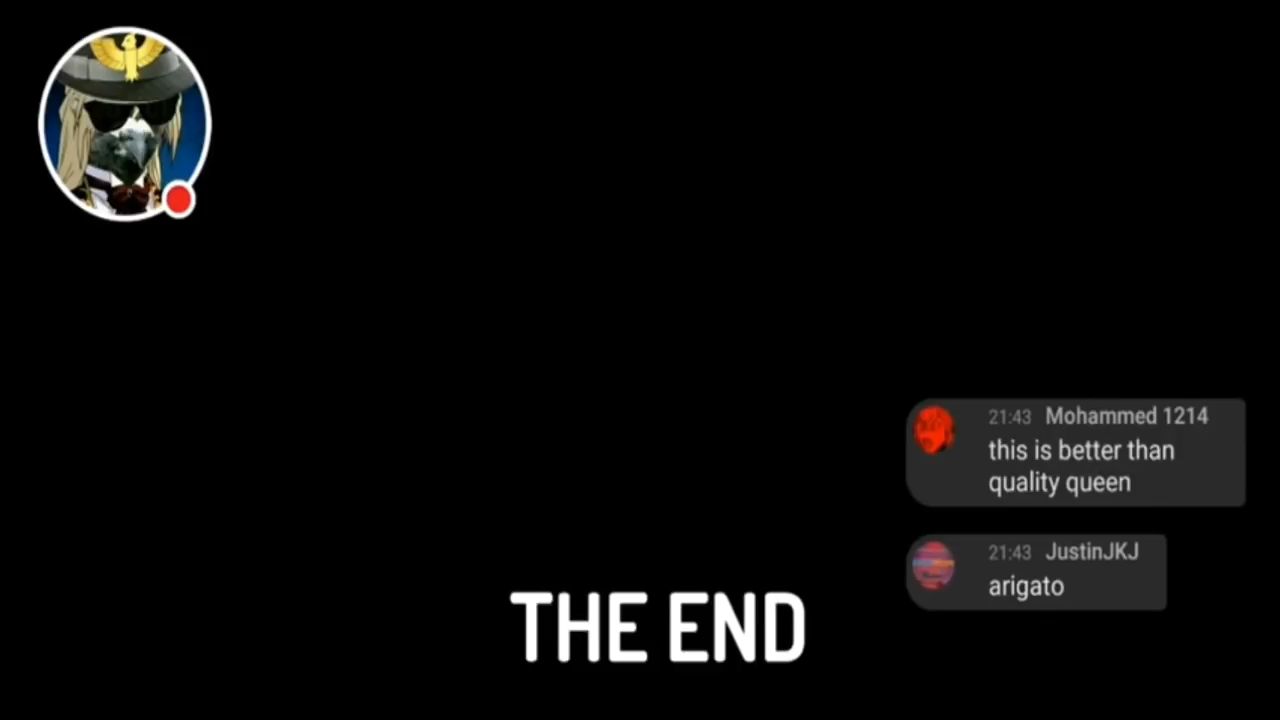 21:43 Mohammed 1214
this is better than
quality queen
21:43 JustinJKJ
arigato
THE END